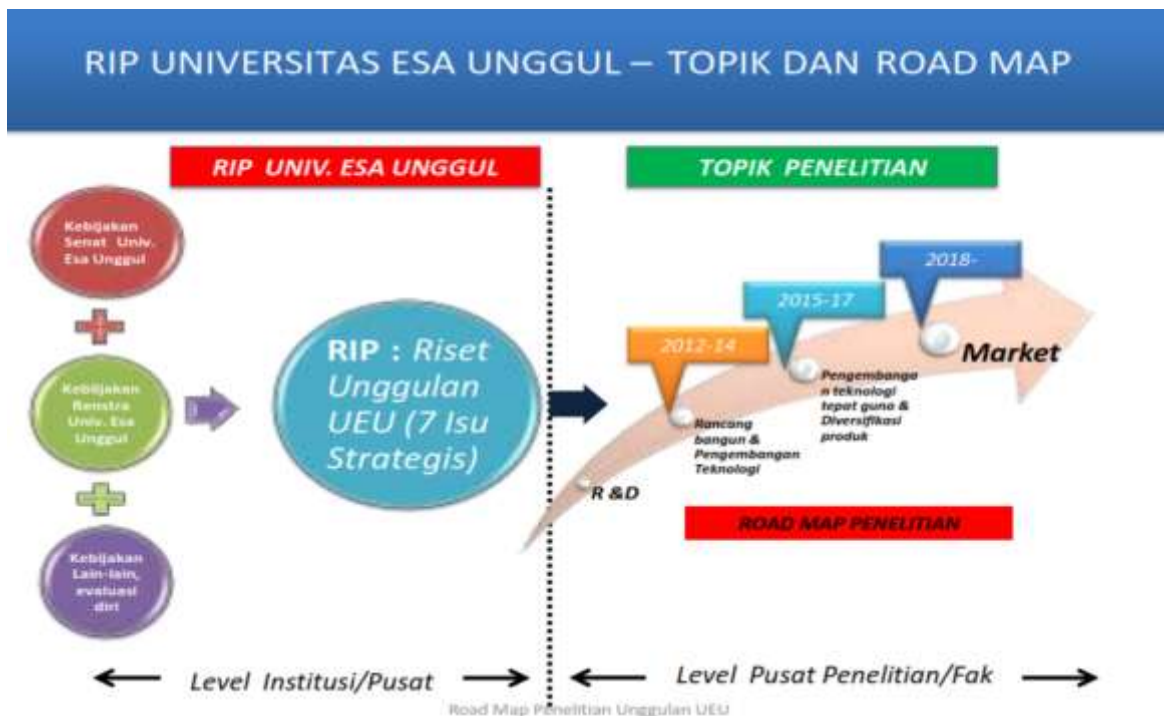 RIP UNIVERSITAS ESA UNGGUL – TOPIK DAN ROAD MAP
RIP UNIV. ESA UNGGUL
TOPIK PENELITIAN
Kebijakan
Senat Univ.
Esa Unggul
Kebijakan
Renstra
Univ. Esa
Unggul
Kebijakan
Lain-lain,
evaluasi
diri
RIP : Riset
Unggulan
UEU (7 Isu
Strategis)
2012-14
2015-17
2018-
R &D
Rancang
bangun &
Pengembangan
Teknologi
Pengembanga
n teknologi
tepat guna &
Diversifikasi
produk
Market
ROAD MAP PENELITIAN
Level Institusi/Pusat
Level Pusat Penelitian/Fak
Road Map Penelitian Unggulan UEU